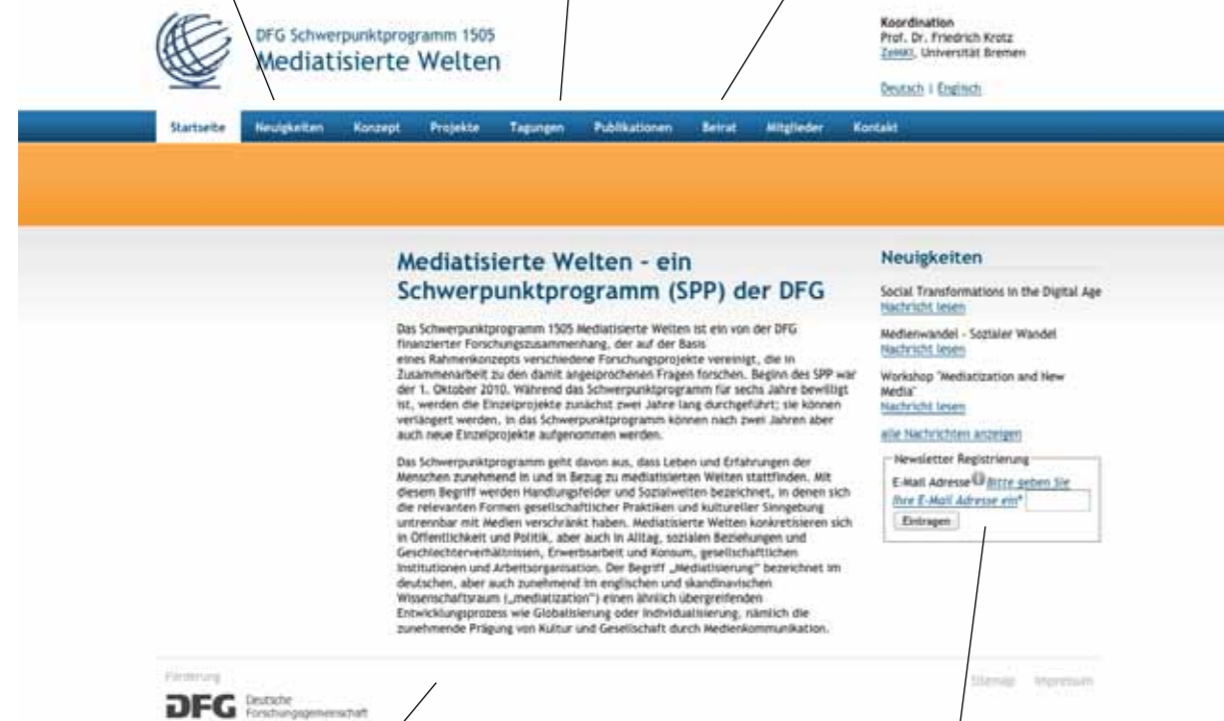 DFG Schwerpunktprogramm 1505
Mediatisierte Welten
Koordination
Prof. Dr. Friedrich Krotz
ZeMKI, Universität Bremen
Deutsch | Englisch
Startseite Neuigkeiten Konzept Projekte Tagungen Publikationen Beirat Mitglieder Kontakt
Mediatisierte Welten - ein
Schwerpunktprogramm (SPP) der DFG
Das Schwerpunktprogramm 1505 Mediatisierte Welten ist ein von der DFG
finanzierter Forschungszusammenhang, der auf der Basis
eines Rahmenkonzepts verschiedene Forschungsprojekte vereinigt, die in
Zusammenarbeit zu den damit angesprochenen Fragen forschen. Beginn des SPP war
der 1. Oktober 2010. Während das Schwerpunktprogramm für sechs Jahre bewilligt
ist, werden die Einzelprojekte zunächst zwei Jahre lang durchgeführt; sie können
verlängert werden, in das Schwerpunktprogramm können nach zwei Jahren aber
auch neue Einzelprojekte aufgenommen werden.
Das Schwerpunktprogramm geht davon aus, dass Leben und Erfahrungen der
Menschen zunehmend in und in Bezug zu mediatisierten Welten stattfinden. Mit
diesem Begriff werden Handlungsfelder und Sozialwelten bezeichnet, in denen sich
die relevanten Formen gesellschaftlicher Praktiken und kultureller Sinngebung
untrennbar mit Medien verschränkt haben. Mediatisierte Welten konkretisieren sich
in Öffentlichkeit und Politik, aber auch in Alltag, sozialen Beziehungen und
Geschlechterverhältnissen, Erwerbsarbeit und Konsum, gesellschaftlichen
Institutionen und Arbeitsorganisation. Der Begriff „Mediatisierung“ bezeichnet im
deutschen, aber auch zunehmend im englischen und skandinavischen
Wissenschaftsraum („mediatization“) einen ähnlich übergreifenden
Entwicklungsprozess wie Globalisierung oder Individualisierung, nämlich die
zunehmende Prägung von Kultur und Gesellschaft durch Medienkommunikation.
Neuigkeiten
Social Transformations in the Digital Age
Nachricht lesen
Medienwandel - Sozialer Wandel
Nachricht lesen
Workshop "Mediatization and New
Media"
Nachricht lesen
alle Nachrichten anzeigen
Newsletter Registrierung
E-Mail Adresse Bitte geben Sie
Ihre E-Mail Adresse ein*
Eintragen
Förderung
Sitemap Impressum
DFG Deutsche
Forschungsgemeinschaft